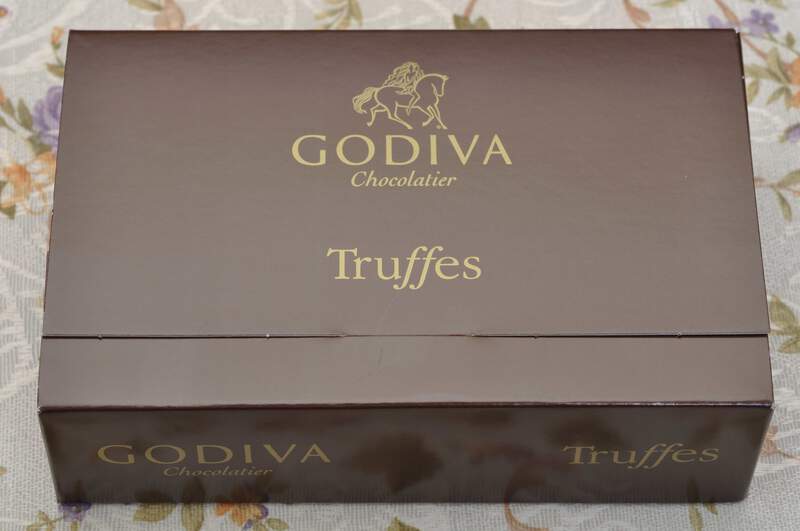 GODIVA
Chocolatier
Truffes
GODIVA Truffes
Chocolatier